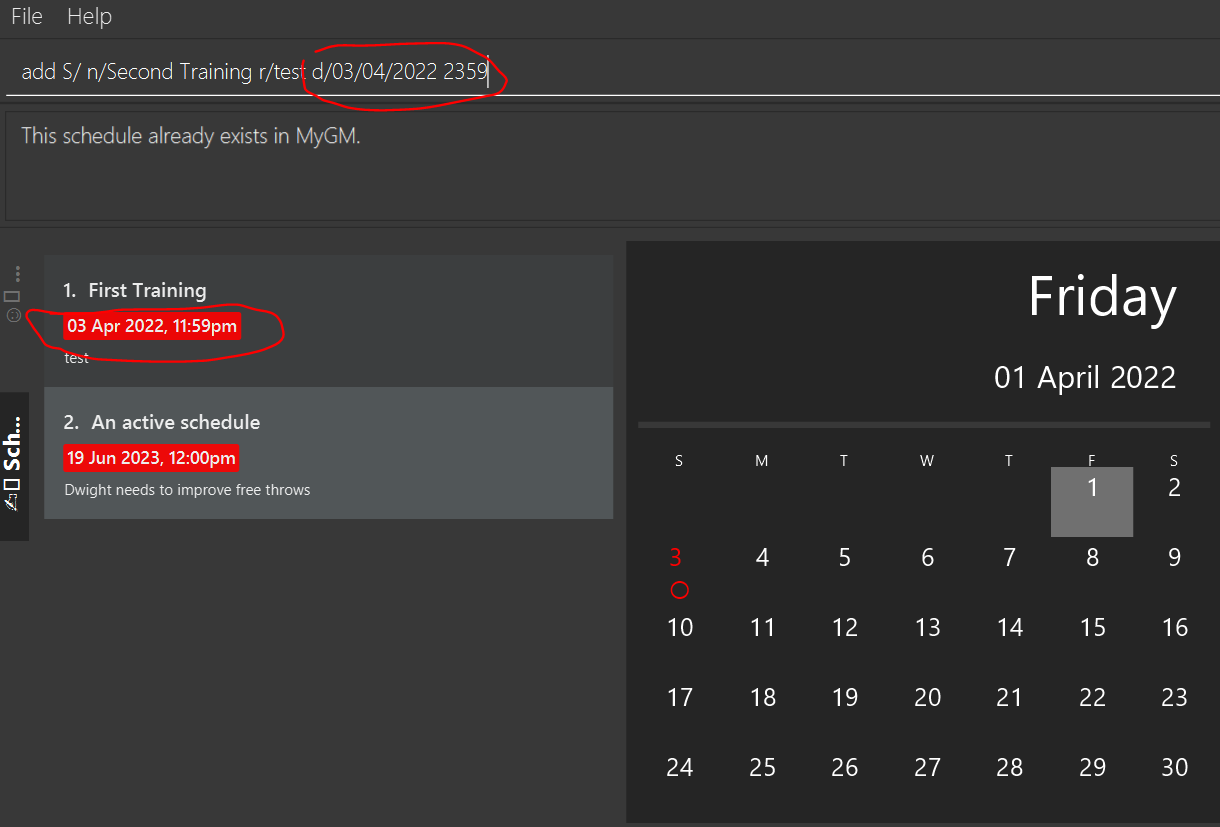 File Help
add S/ n/Second Training r/test d/03/04/2022 2359
This schedule already exists in MyGM.
1. First Training
03 Apr 2022, 11:59pm
test
2. An active schedule
19 Jun 2023, 12:00pm
Dwight needs to improve free throws
Sch...
Friday
01 April 2022
S M T W T F S
1 2
3 4 5 6 7 8 9
10 11 12 13 14 15 16
17 18 19 20 21 22 23
24 25 26 27 28 29 30